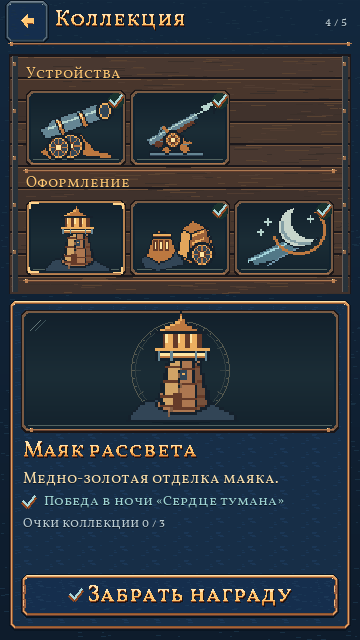 Коллекция
4 / 5
Устройства
Оформление
Маяк рассвета
Медно-золотая отделка маяка.
Победа в ночи «Сердце тумана»
Очки коллекции 0 / 3
Забрать награду